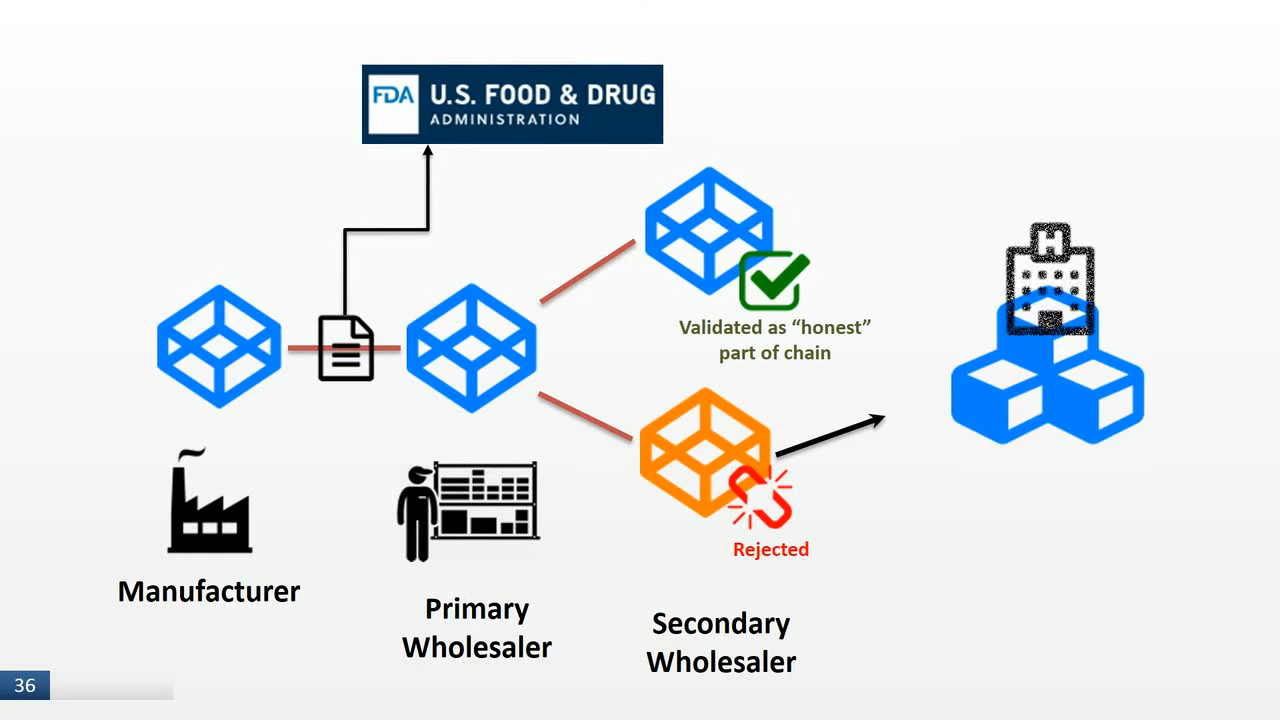 FDA
U.S. FOOD & DRUG
ADMINISTRATION
H
Validated as “honest”
part of chain
Rejected
Manufacturer
Primary
Wholesaler
Secondary
Wholesaler
36